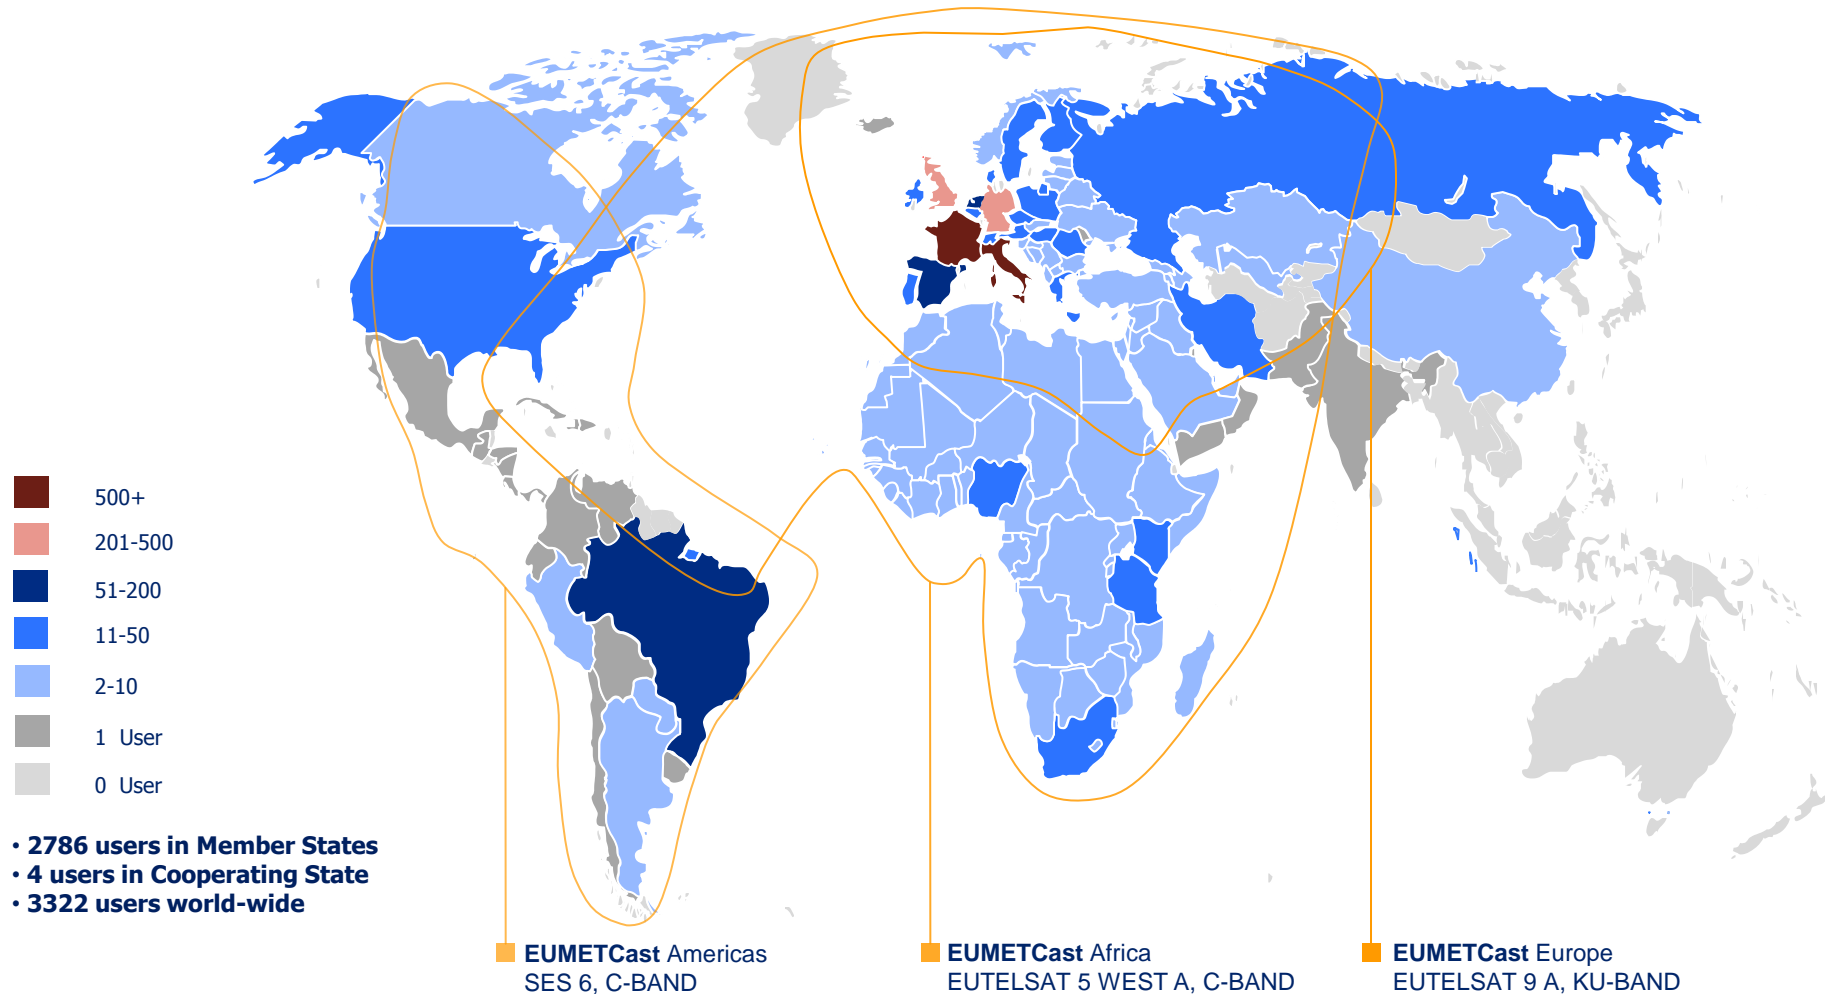 500+
201-500
51-200
11-50
2-10
1 User
0 User
• 2786 users in Member States
• 4 users in Cooperating State
• 3322 users world-wide
EUMETCast Americas
SES 6, C-BAND
EUMETCast Africa
EUTELSAT 5 WEST A, C-BAND
EUMETCast Europe
EUTELSAT 9 A, KU-BAND